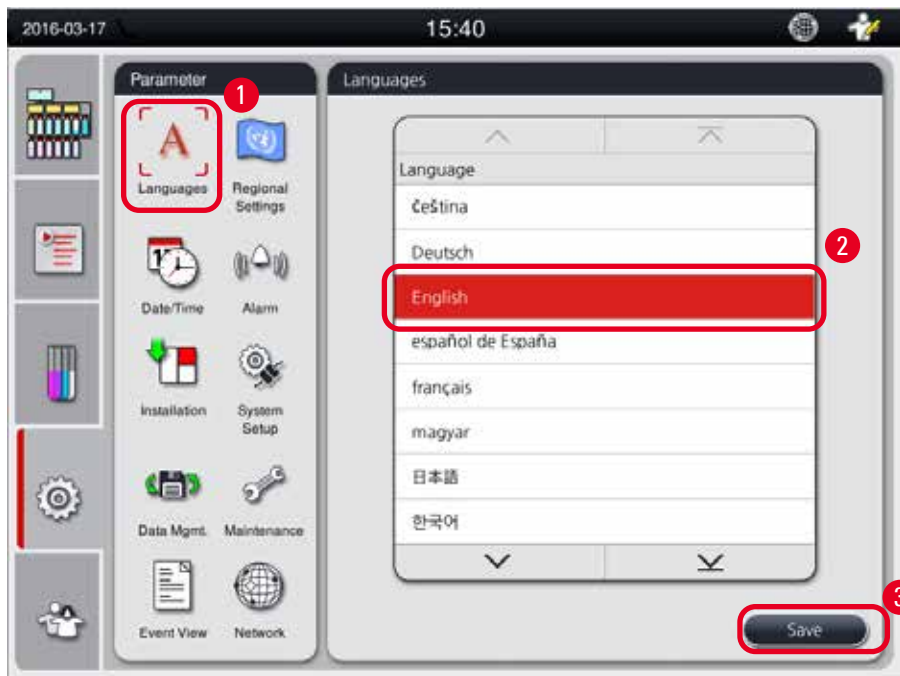 2016-03-17
15:40
Parameter
1
Languages
A
Languages
Regional
Settings
Date/Time
Alarm
Installation
System
Setup
Data Mgmt.
Maintenance
Event View
Network
Language
čeština
Deutsch
2
English
español de España
français
magyar
日本語
한국어
3
Save